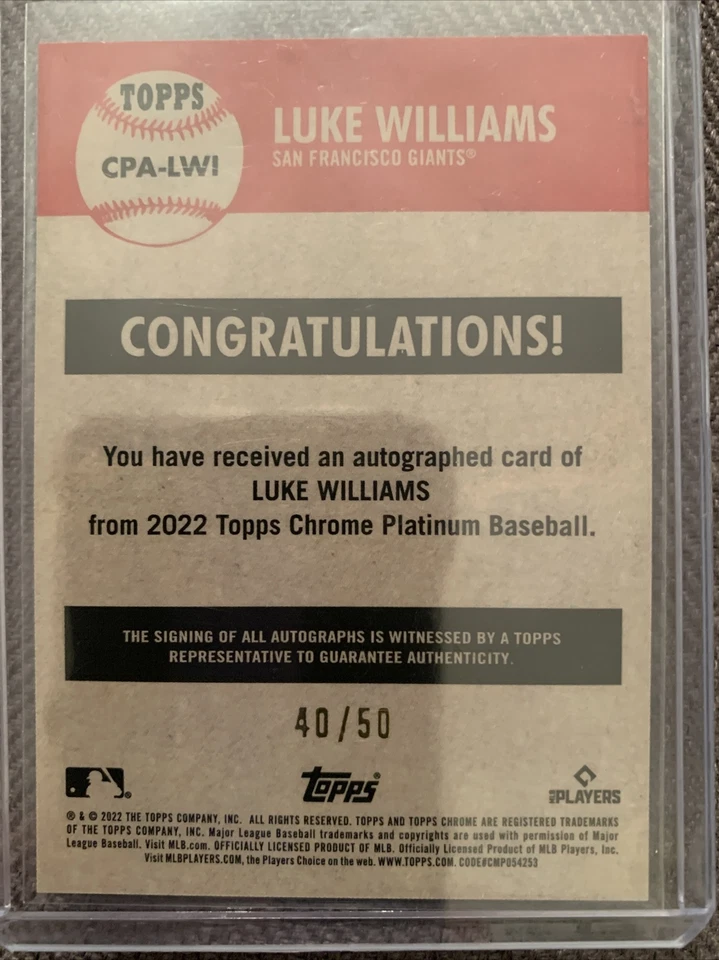 TOPPS
CPA-LWI
LUKE WILLIAMS
SAN FRANCISCO GIANTS®
CONGRATULATIONS!
You have received an autographed card of
LUKE WILLIAMS
from 2022 Topps Chrome Platinum Baseball.
THE SIGNING OF ALL AUTOGRAPHS IS WITNESSED BY A TOPPS
REPRESENTATIVE TO GUARANTEE AUTHENTICITY.
40/50
topps®
MLB PLAYERS
® & © 2022 THE TOPPS COMPANY, INC. ALL RIGHTS RESERVED. TOPPS AND TOPPS CHROME ARE REGISTERED TRADEMARKS
OF THE TOPPS COMPANY, INC. Major League Baseball trademarks and copyrights are used with permission of Major
League Baseball. Visit MLB.com. OFFICIALLY LICENSED PRODUCT OF MLB. Officially Licensed Product of MLB Players, Inc.
Visit MLBPLAYERS.COM, the Players Choice on the web. WWW.TOPPS.COM. CODE#CMP054253